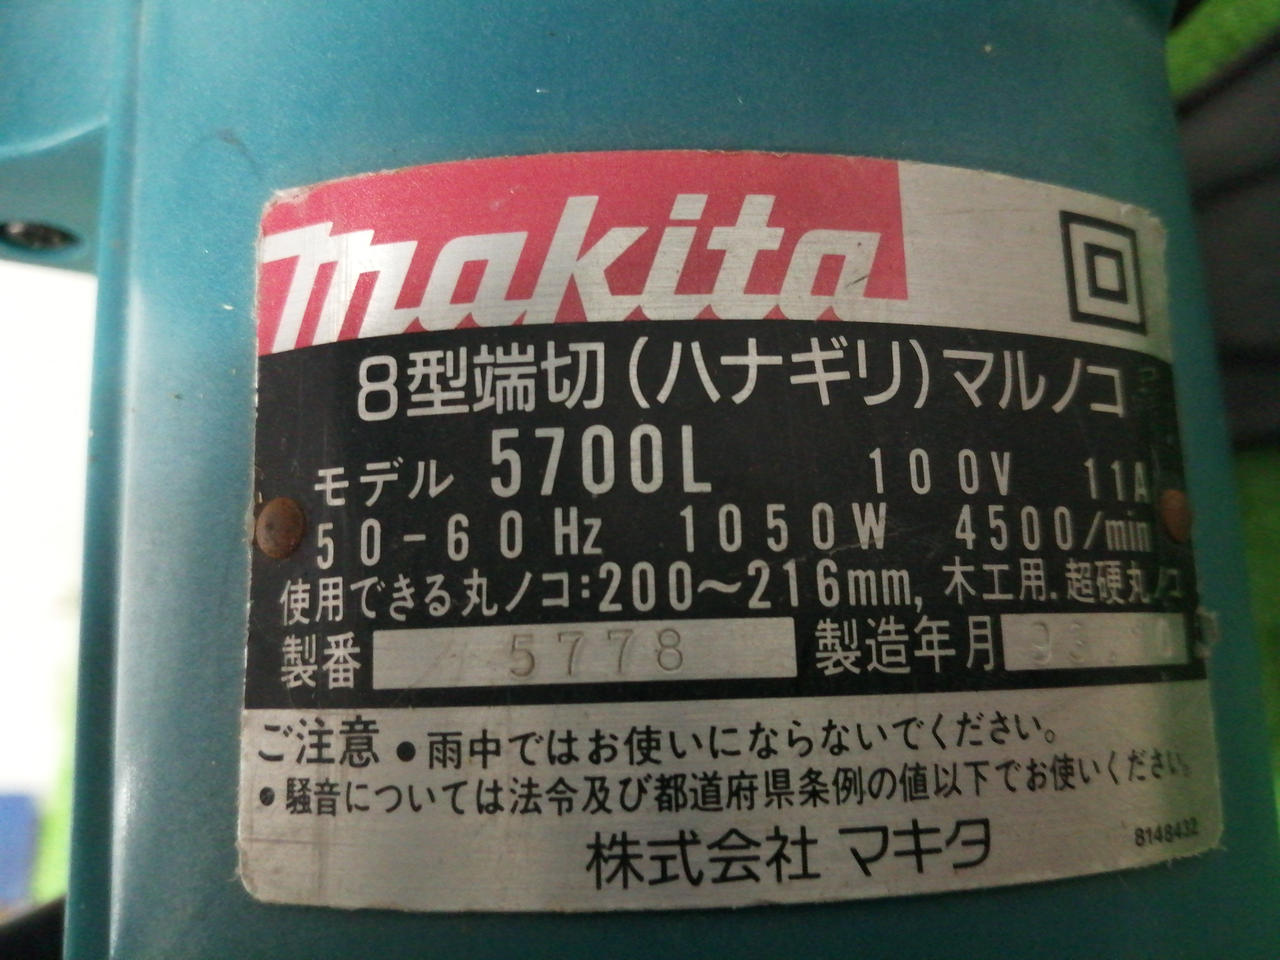 makita
8型端切(ハナギリ)マルノコ
モデル 5700L 100V 11A
50-60Hz 1050W 4500/min
使用できる丸ノコ:200〜216mm, 木工用.超硬丸ノコ
製番 5778 製造年月
ご注意 ●雨中ではお使いにならないでください。
●騒音については法令及び都道府県条例の値以下でお使いください。
株式会社 マキタ 8148432